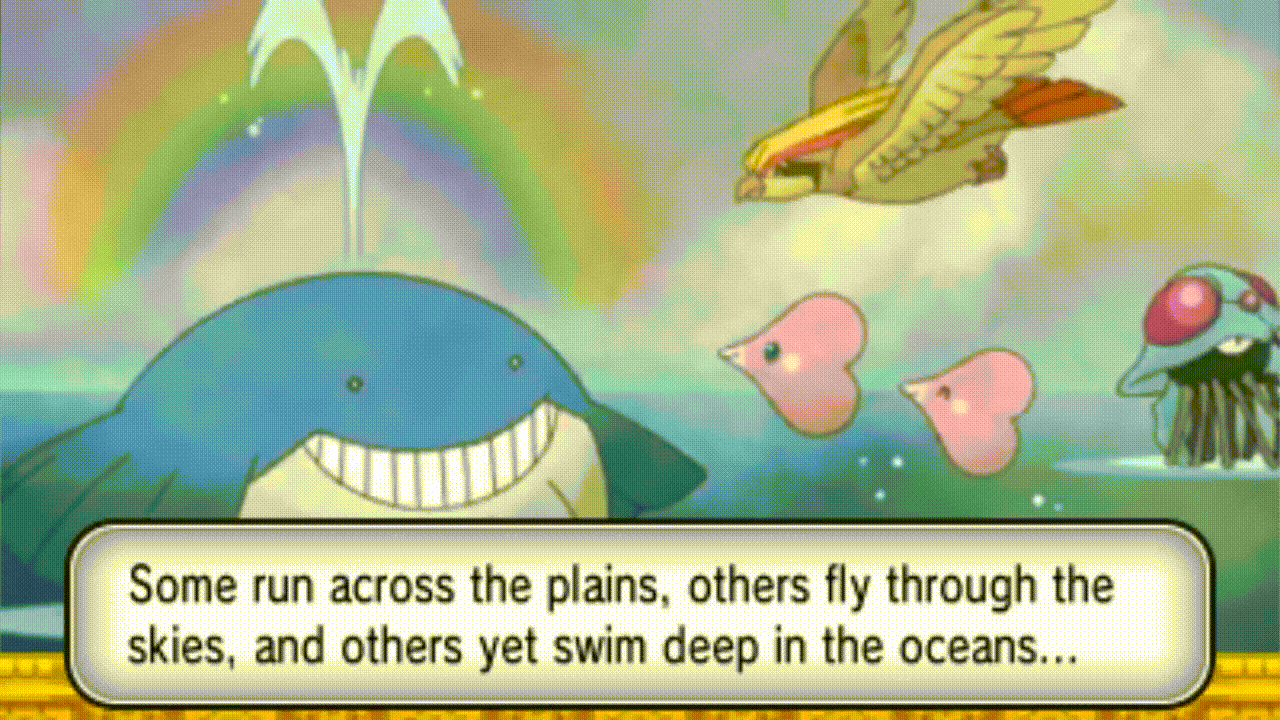 Some run across the plains, others fly through the
skies, and others yet swim deep in the oceans...